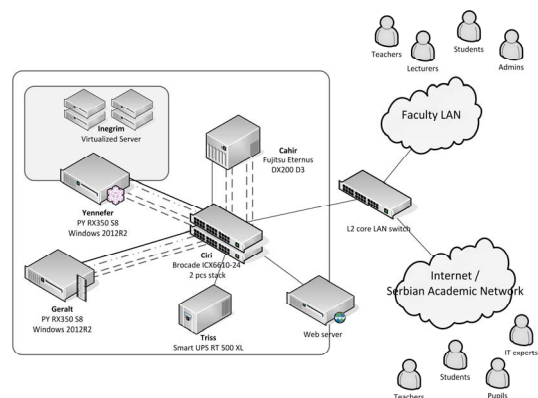 Teachers
Lecturers
Students
Admins
Inegrim
Virtualized Server
Cahir
Fujitsu Eternus
DX200 D3
Faculty LAN
Yennefer
PY RX350 S8
Windows 2012R2
L2 core LAN switch
Ciri
Brocade ICX6610-24
2 pcs stack
Geralt
PY RX350 S8
Windows 2012R2
Internet /
Serbian Academic Network
Triss
Smart UPS RT 500 XL
Web server
IT experts
Students
Teachers
Pupils